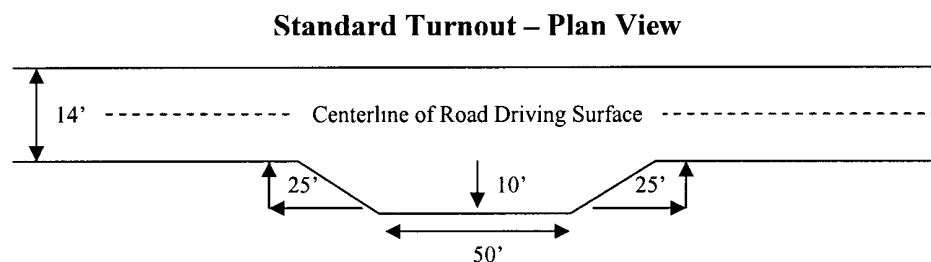 Standard Turnout – Plan View
14'
Centerline of Road Driving Surface
25'
10'
25'
50'